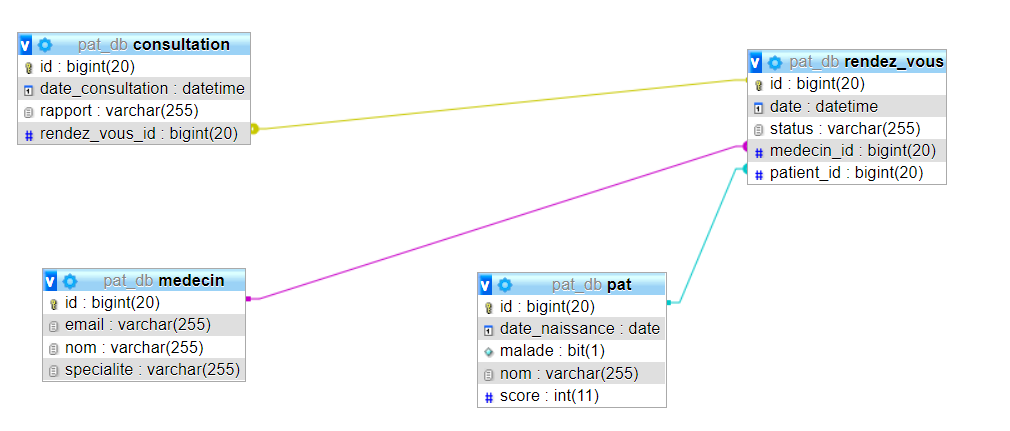 pat_db consultation
id : bigint(20)
date_consultation : datetime
rapport : varchar(255)
# rendez_vous_id : bigint(20)
pat_db rendez_vous
id : bigint(20)
date : datetime
status : varchar(255)
# medecin_id : bigint(20)
# patient_id : bigint(20)
pat_db medecin
id : bigint(20)
email : varchar(255)
nom : varchar(255)
specialite : varchar(255)
pat_db pat
id : bigint(20)
date_naissance : date
malade : bit(1)
nom : varchar(255)
# score : int(11)